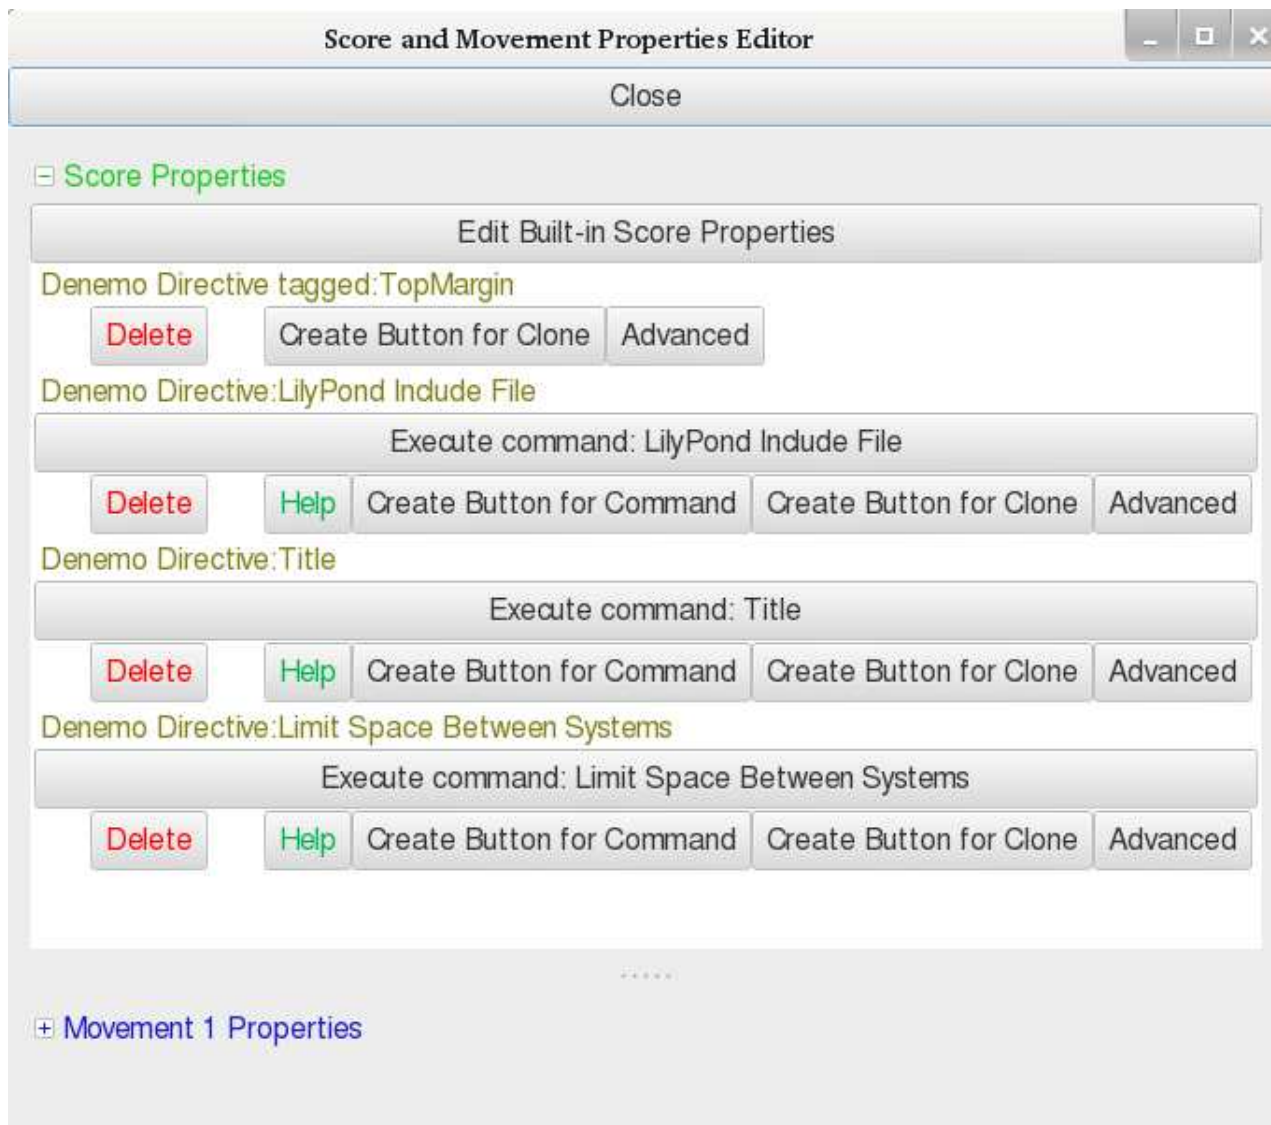 Score and Movement Properties Editor
Close
Score Properties
Edit Built-in Score Properties
Denemo Directive tagged:TopMargin
Delete Create Button for Clone Advanced
Denemo Directive:LilyPond Include File
Execute command: LilyPond Include File
Delete Help Create Button for Command Create Button for Clone Advanced
Denemo Directive:Title
Execute command: Title
Delete Help Create Button for Command Create Button for Clone Advanced
Denemo Directive:Limit Space Between Systems
Execute command: Limit Space Between Systems
Delete Help Create Button for Command Create Button for Clone Advanced
Movement 1 Properties